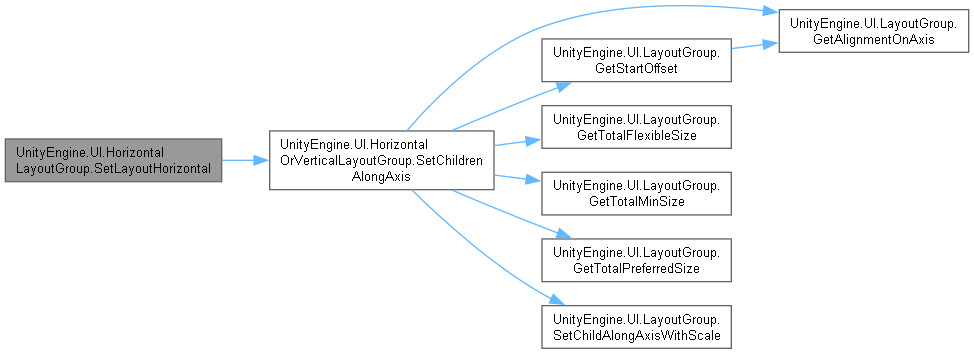 UnityEngine.UI.Horizontal
LayoutGroup.SetLayoutHorizontal
UnityEngine.UI.Horizontal
OrVerticalLayoutGroup.SetChildren
AlongAxis
UnityEngine.UI.LayoutGroup.
GetAlignmentOnAxis
UnityEngine.UI.LayoutGroup.
GetStartOffset
UnityEngine.UI.LayoutGroup.
GetTotalFlexibleSize
UnityEngine.UI.LayoutGroup.
GetTotalMinSize
UnityEngine.UI.LayoutGroup.
GetTotalPreferredSize
UnityEngine.UI.LayoutGroup.
SetChildAlongAxisWithScale